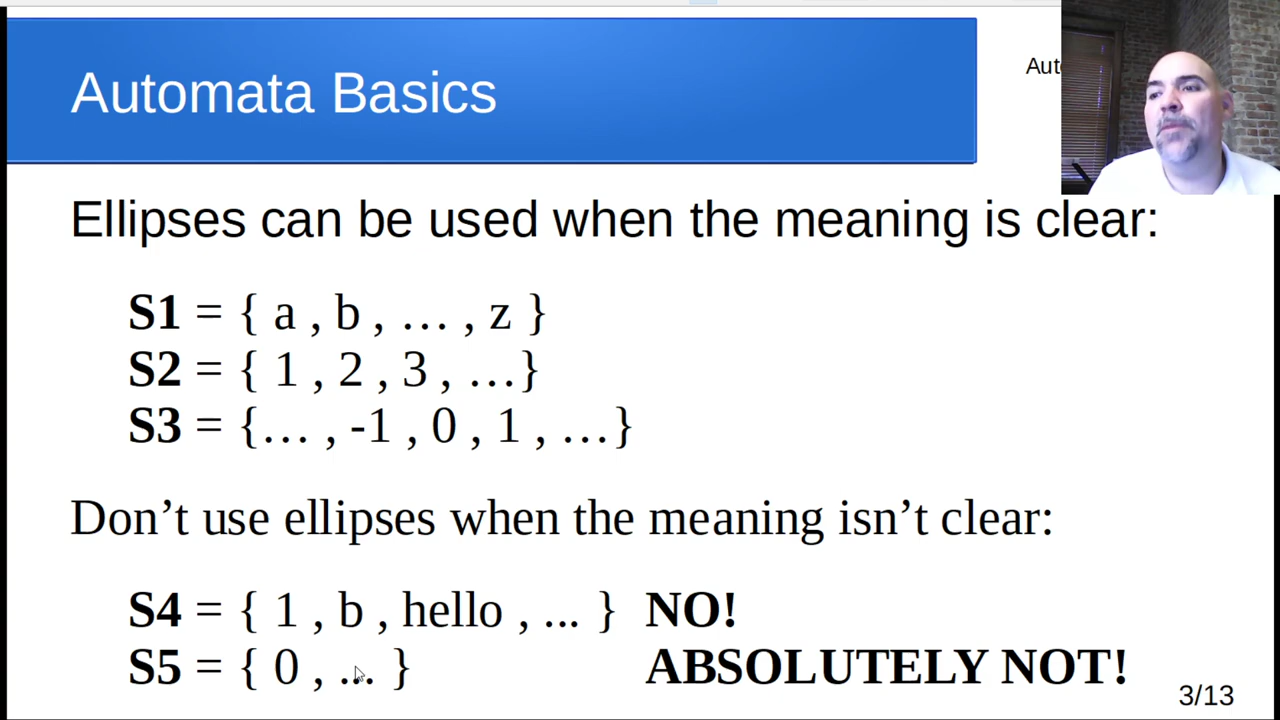 Automata Basics
Ellipses can be used when the meaning is clear:
S1 = { a , b , … , z }
S2 = { 1 , 2 , 3 , …}
S3 = {… , -1 , 0 , 1 , …}
Don’t use ellipses when the meaning isn’t clear:
S4 = { 1 , b , hello , ... } NO!
S5 = { 0 , ... } ABSOLUTELY NOT!
3/13